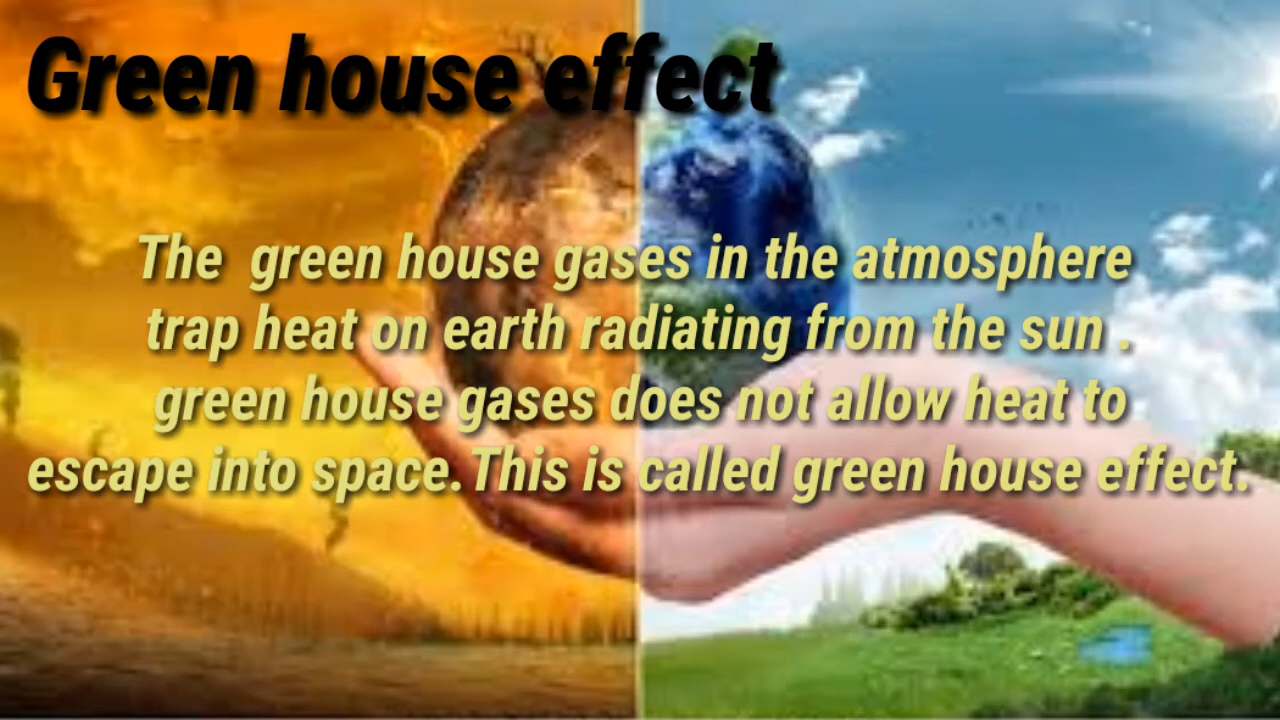 Green house effect
The green house gases in the atmosphere
trap heat on earth radiating from the sun .
green house gases does not allow heat to
escape into space.This is called green house effect.